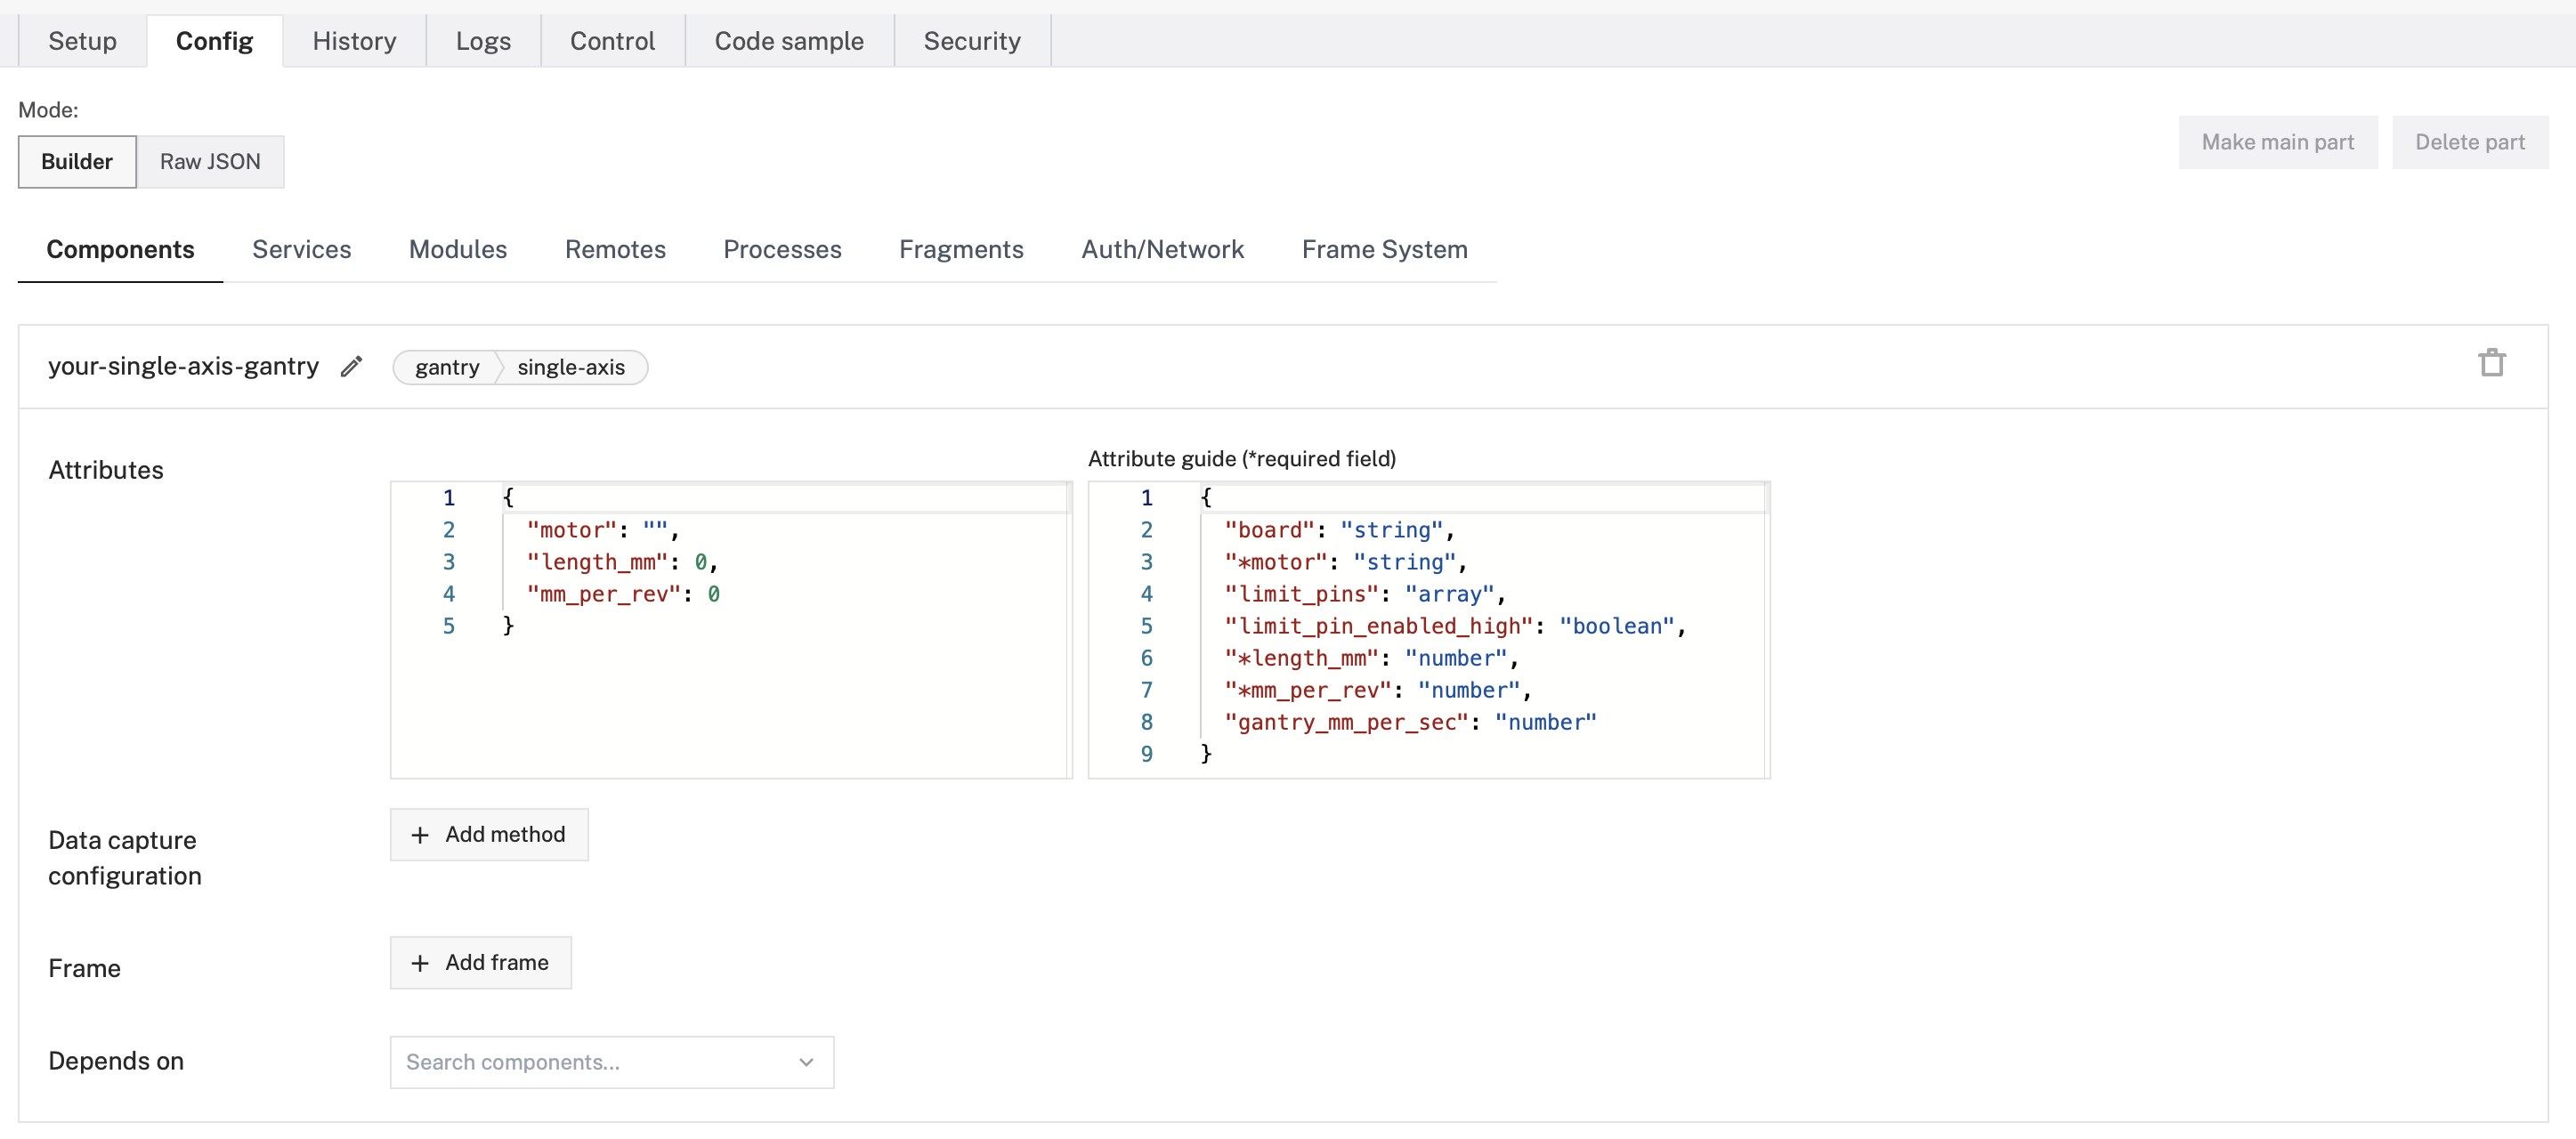 Setup Config History Logs Control Code sample Security
Mode:
Builder Raw JSON
Make main part Delete part
Components Services Modules Remotes Processes Fragments Auth/Network Frame System
your-single-axis-gantry gantry single-axis
Attributes
1 {
2 "motor": "",
3 "length_mm": 0,
4 "mm_per_rev": 0
5 }
Attribute guide (*required field)
1 {
2 "board": "string",
3 "*motor": "string",
4 "limit_pins": "array",
5 "limit_pin_enabled_high": "boolean",
6 "*length_mm": "number",
7 "*mm_per_rev": "number",
8 "gantry_mm_per_sec": "number"
9 }
Data capture
configuration
+ Add method
Frame
+ Add frame
Depends on
Search components...